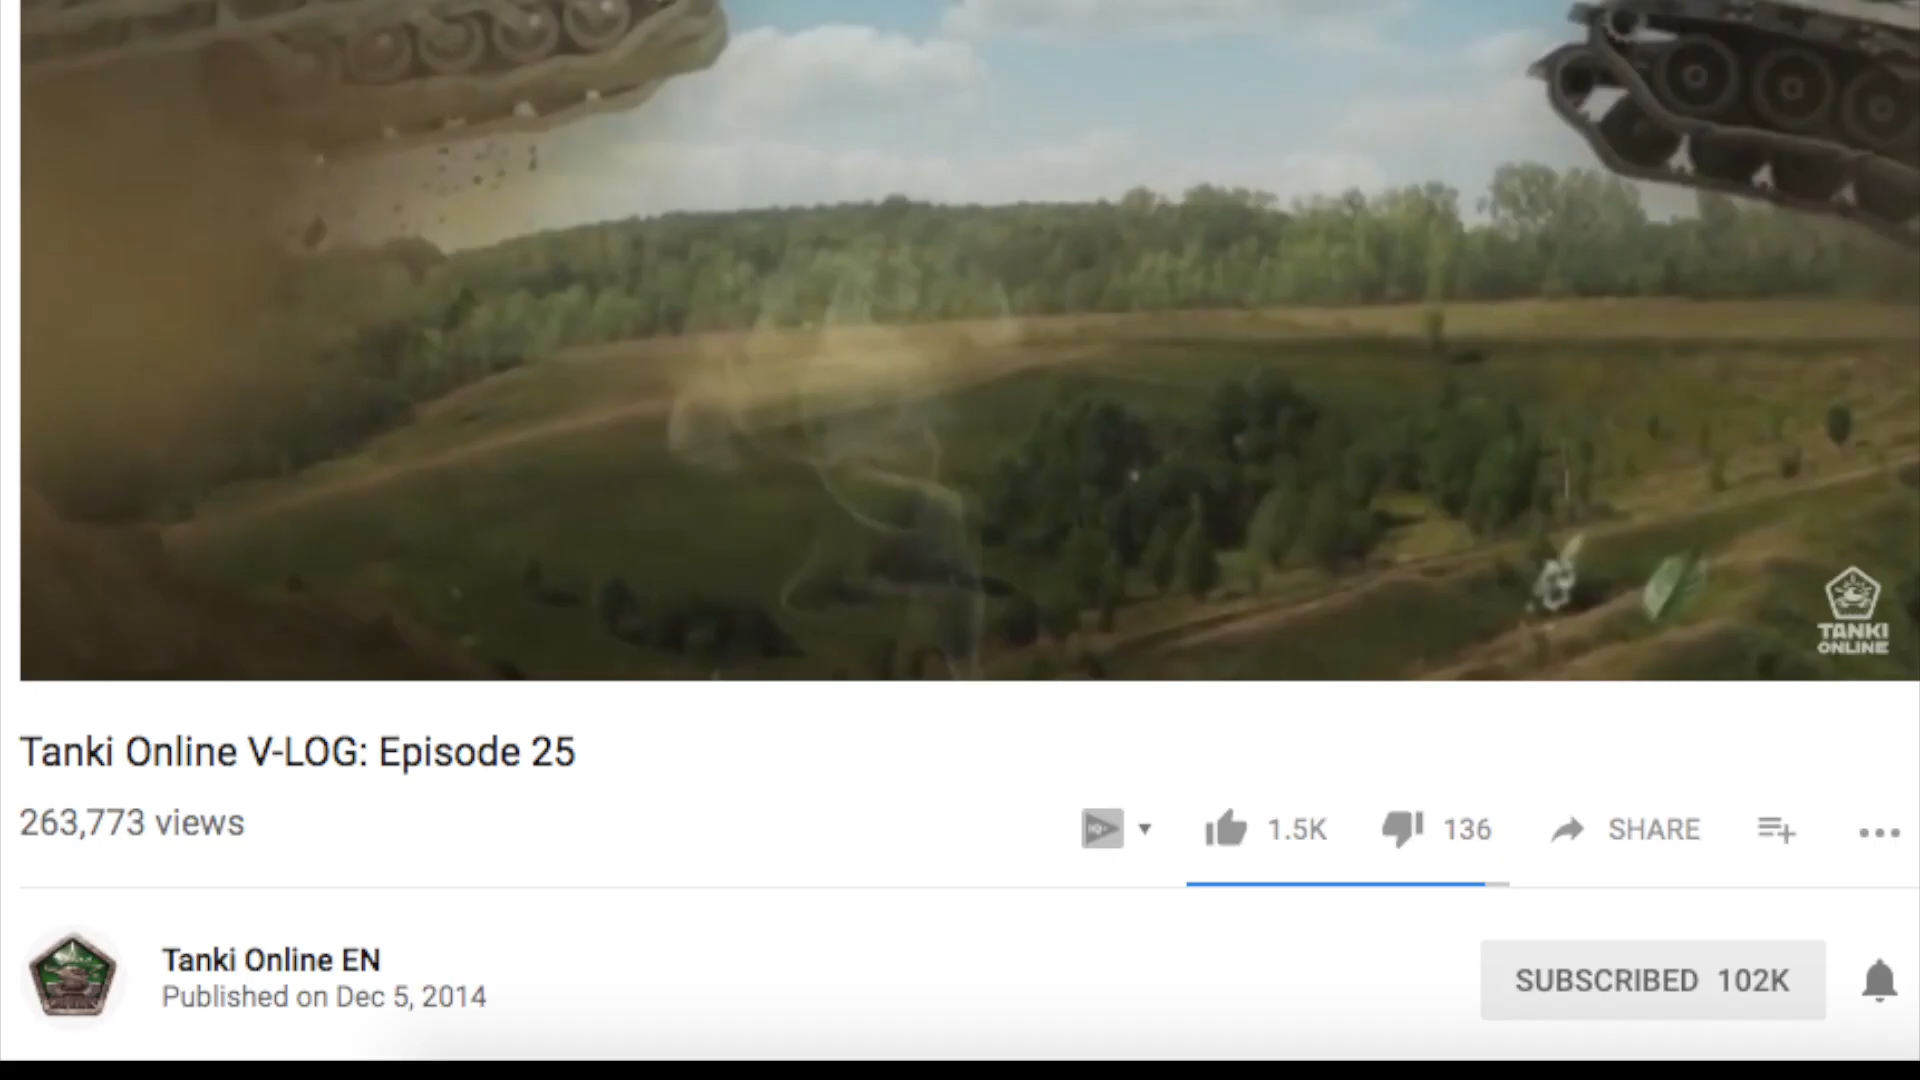 TANKI
ONLINE
Tanki Online V-LOG: Episode 25
263,773 views
1.5K
136
SHARE
Tanki Online EN
Published on Dec 5, 2014
SUBSCRIBED 102K